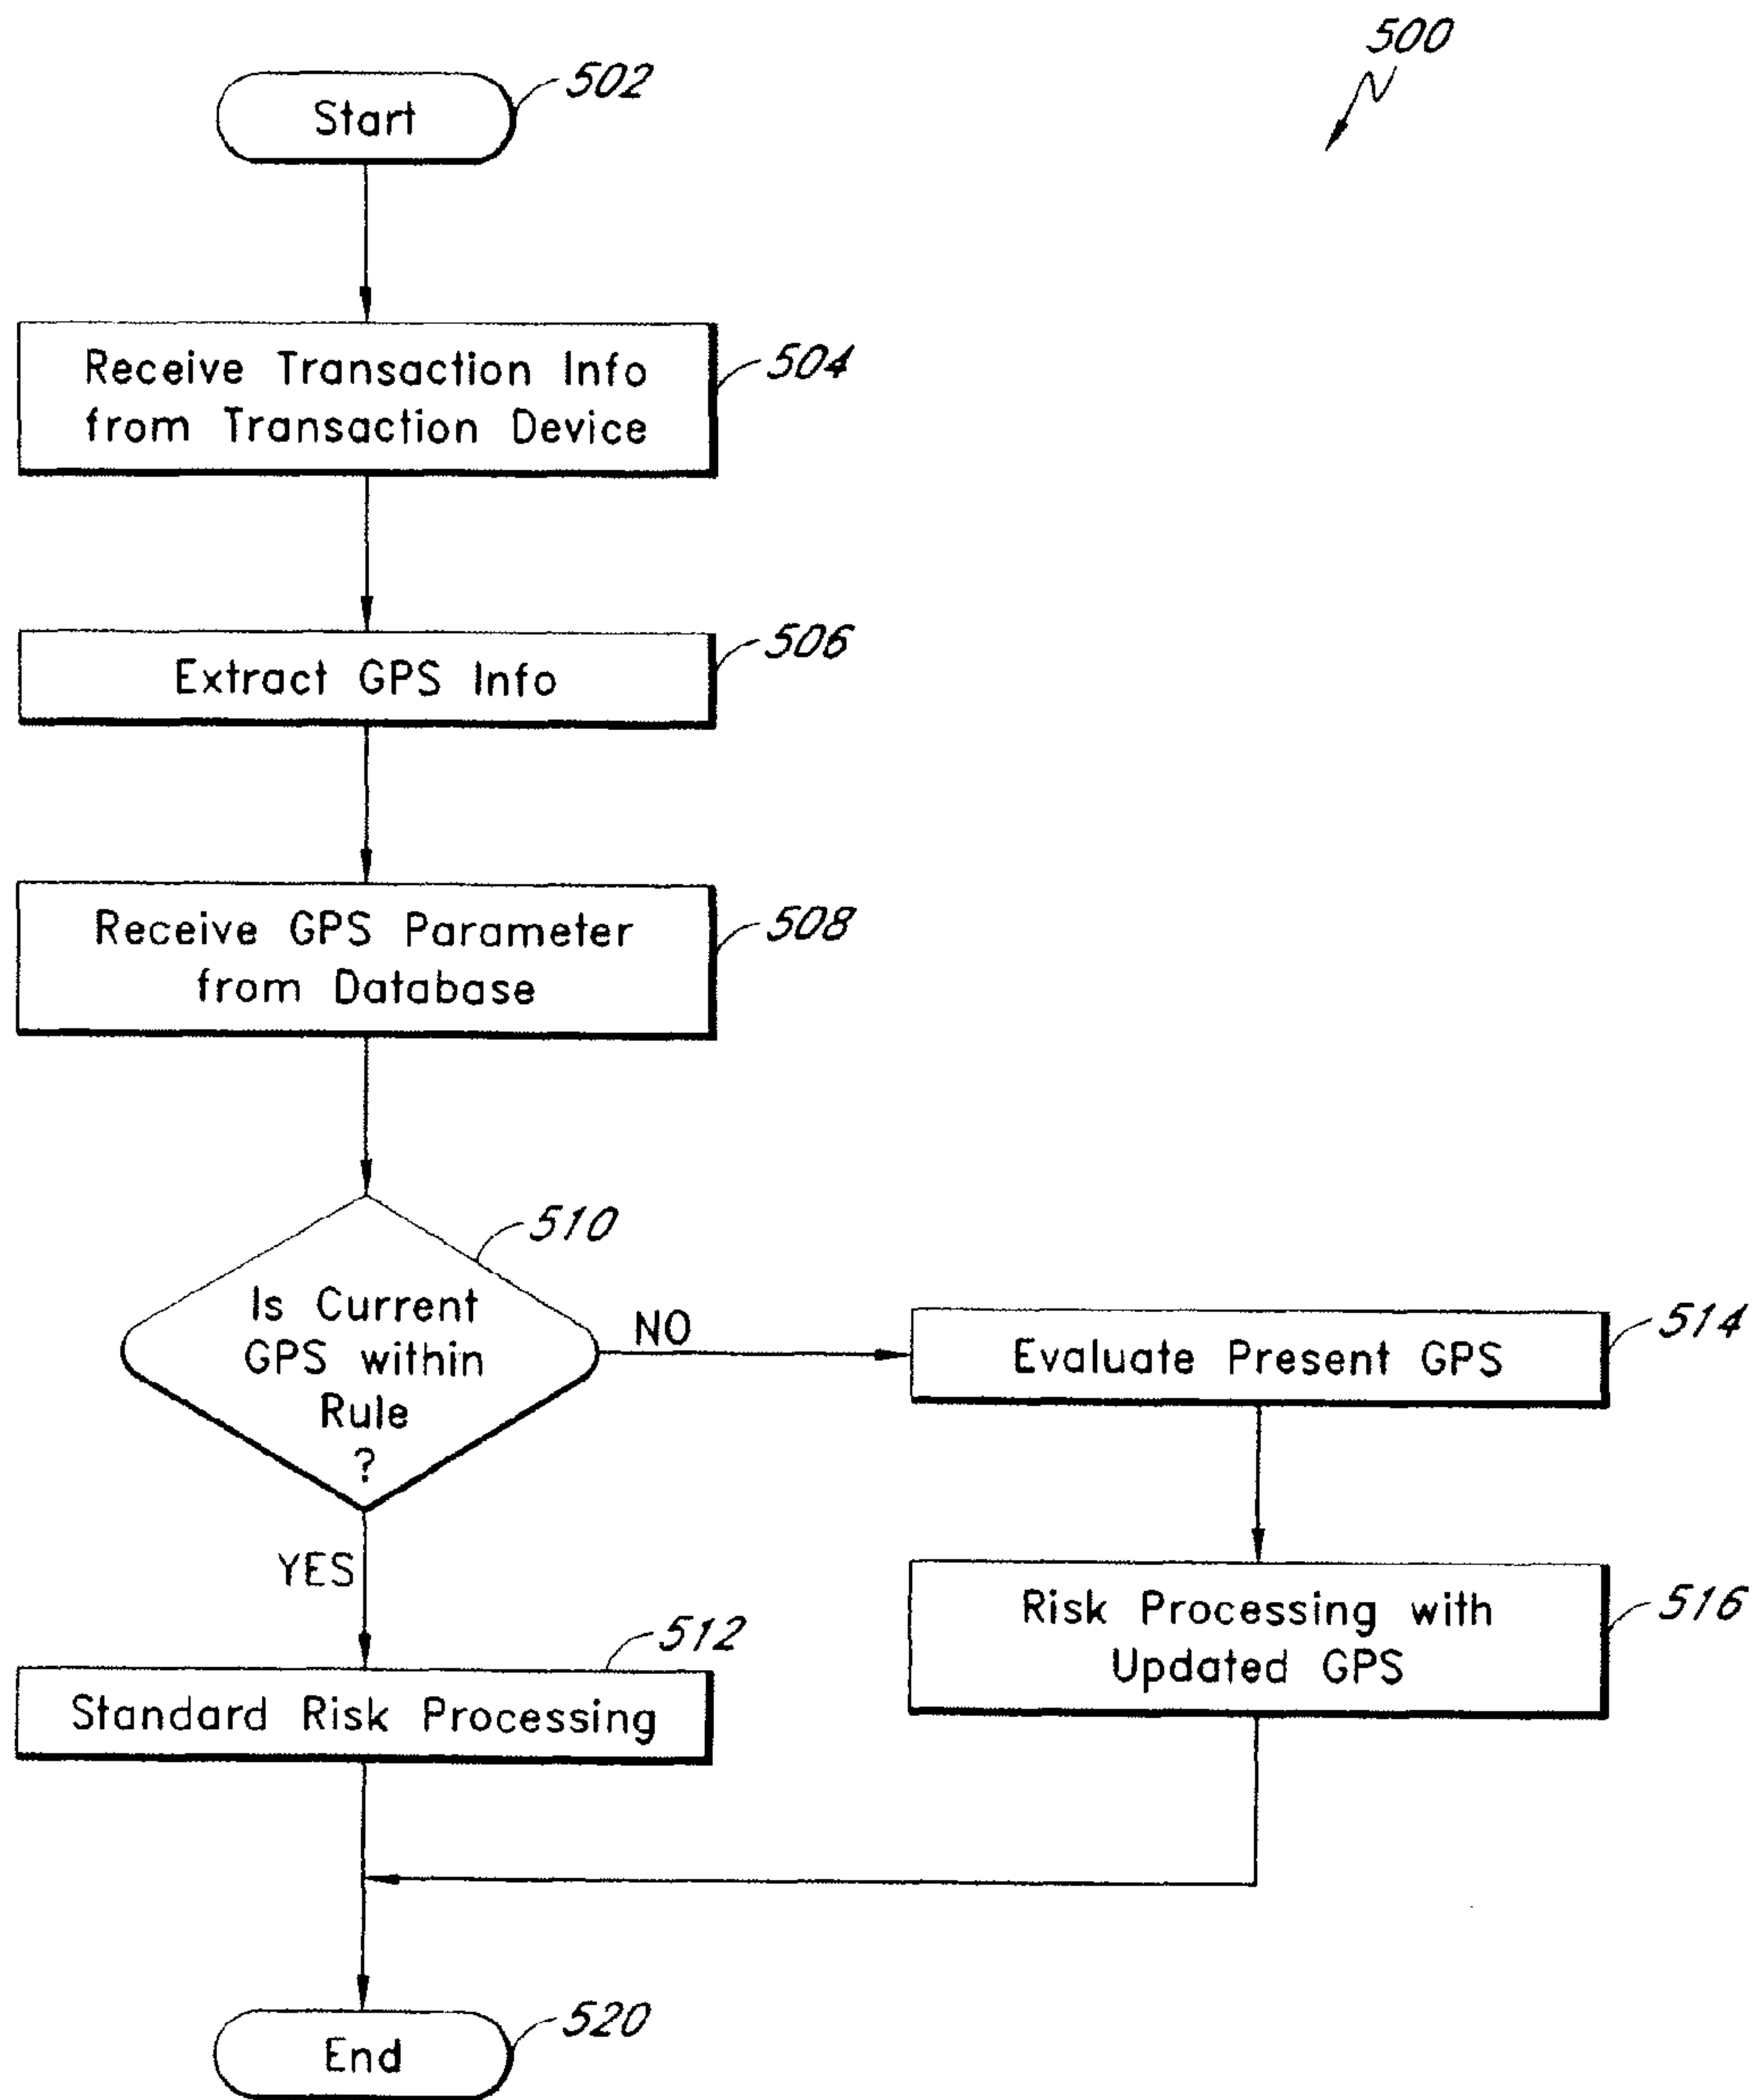 500
Start
502
Receive Transaction Info
from Transaction Device
504
Extract GPS Info
506
Receive GPS Parameter
from Database
508
Is Current
GPS within
Rule
?
510
NO
YES
Evaluate Present GPS
514
Risk Processing with
Updated GPS
516
Standard Risk Processing
512
End
520